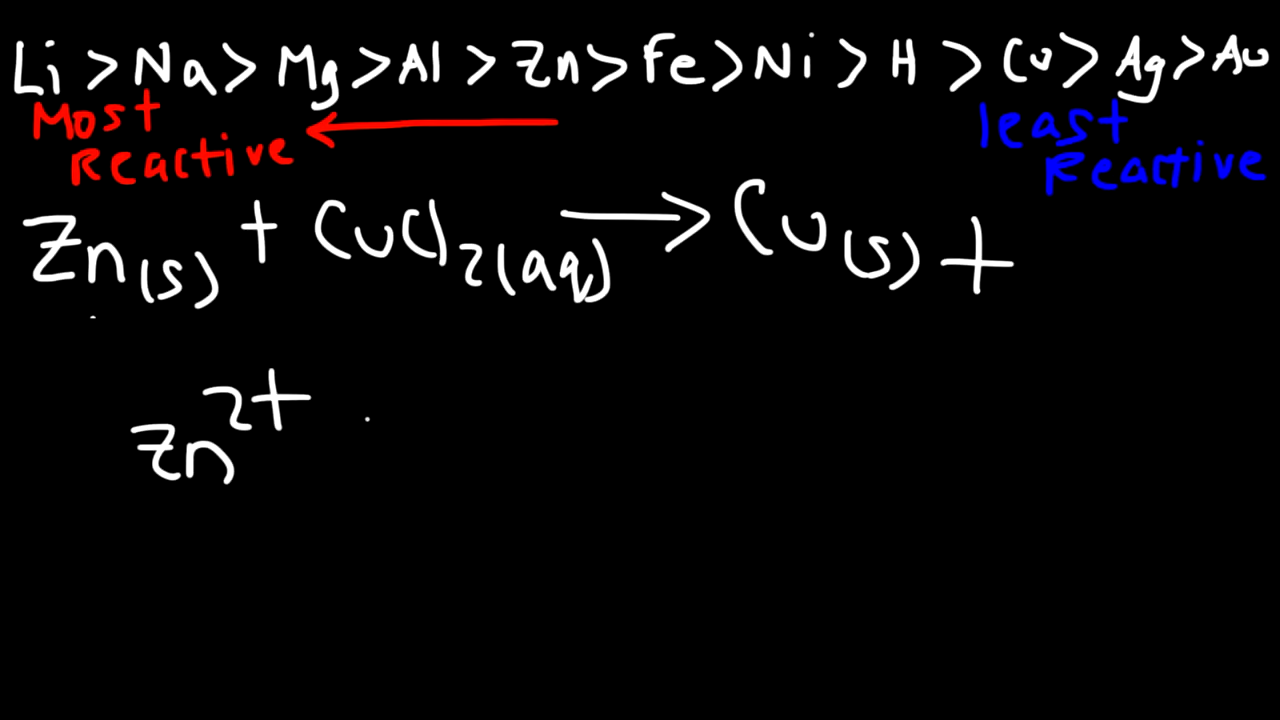 Li > Na > Mg > Al > Zn > Fe > Ni > H > Cu > Ag > Au
Most
Reactive
least
Reactive
Zn(s) + CuCl2(aq) → Cu(s) +
Zn2+